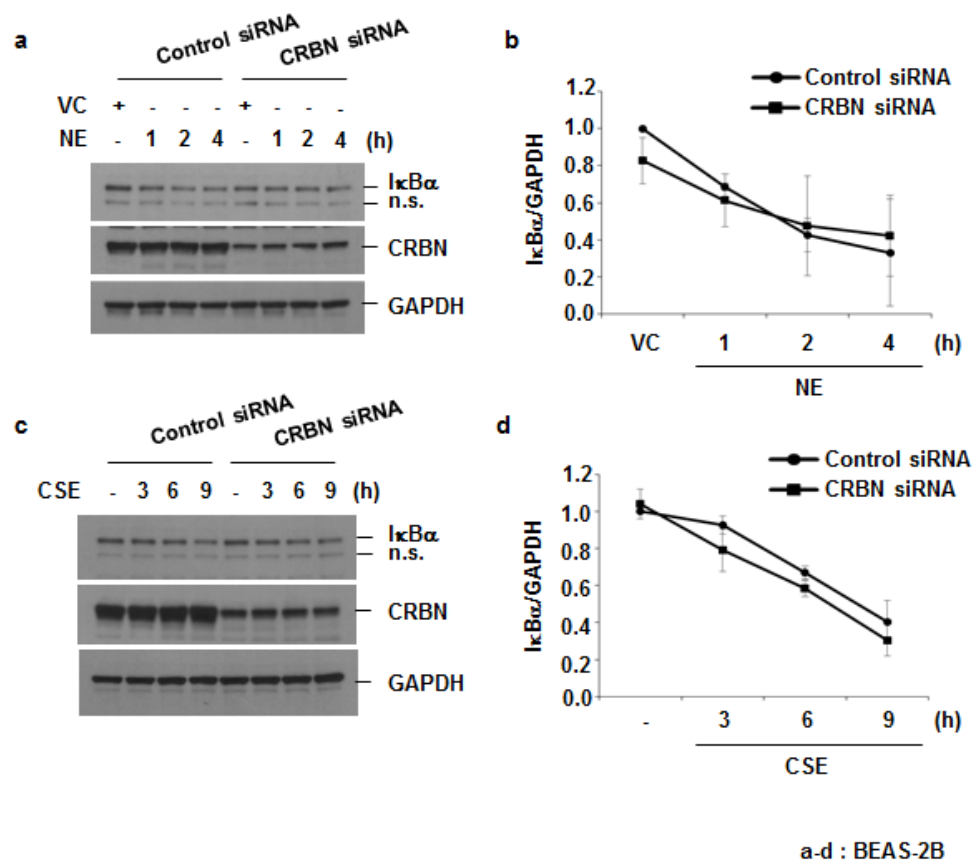 a
Control siRNA CRBN siRNA
VC + - - - + - - -
NE - 1 2 4 - 1 2 4 (h)
IκBα
n.s.
CRBN
GAPDH
b
Control siRNA
CRBN siRNA
IκBα/GAPDH
1.2
1.0
0.8
0.6
0.4
0.2
0.0
VC 1 2 4 (h)
NE
c
Control siRNA CRBN siRNA
CSE - 3 6 9 - 3 6 9 (h)
IκBα
n.s.
CRBN
GAPDH
d
Control siRNA
CRBN siRNA
IκBα/GAPDH
1.2
1.0
0.8
0.6
0.4
0.2
0.0
- 3 6 9 (h)
CSE
a-d : BEAS-2B